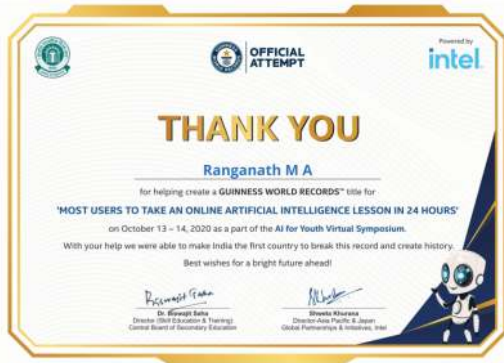 OFFICIAL
ATTEMPT
Powered by
intel
THANK YOU
Ranganath M A
for helping create a GUINNESS WORLD RECORDS™ title for
'MOST USERS TO TAKE AN ONLINE ARTIFICIAL INTELLIGENCE LESSON IN 24 HOURS'
on October 13 – 14, 2020 as a part of the AI for Youth Virtual Symposium.
With your help we were able to make India the first country to break this record and create history.
Best wishes for a bright future ahead!
Dr. Biswajit Saha
Director (Skill Education & Training)
Central Board of Secondary Education
Shweta Khurana
Director-Asia Pacific & Japan
Global Partnerships & Initiatives, Intel